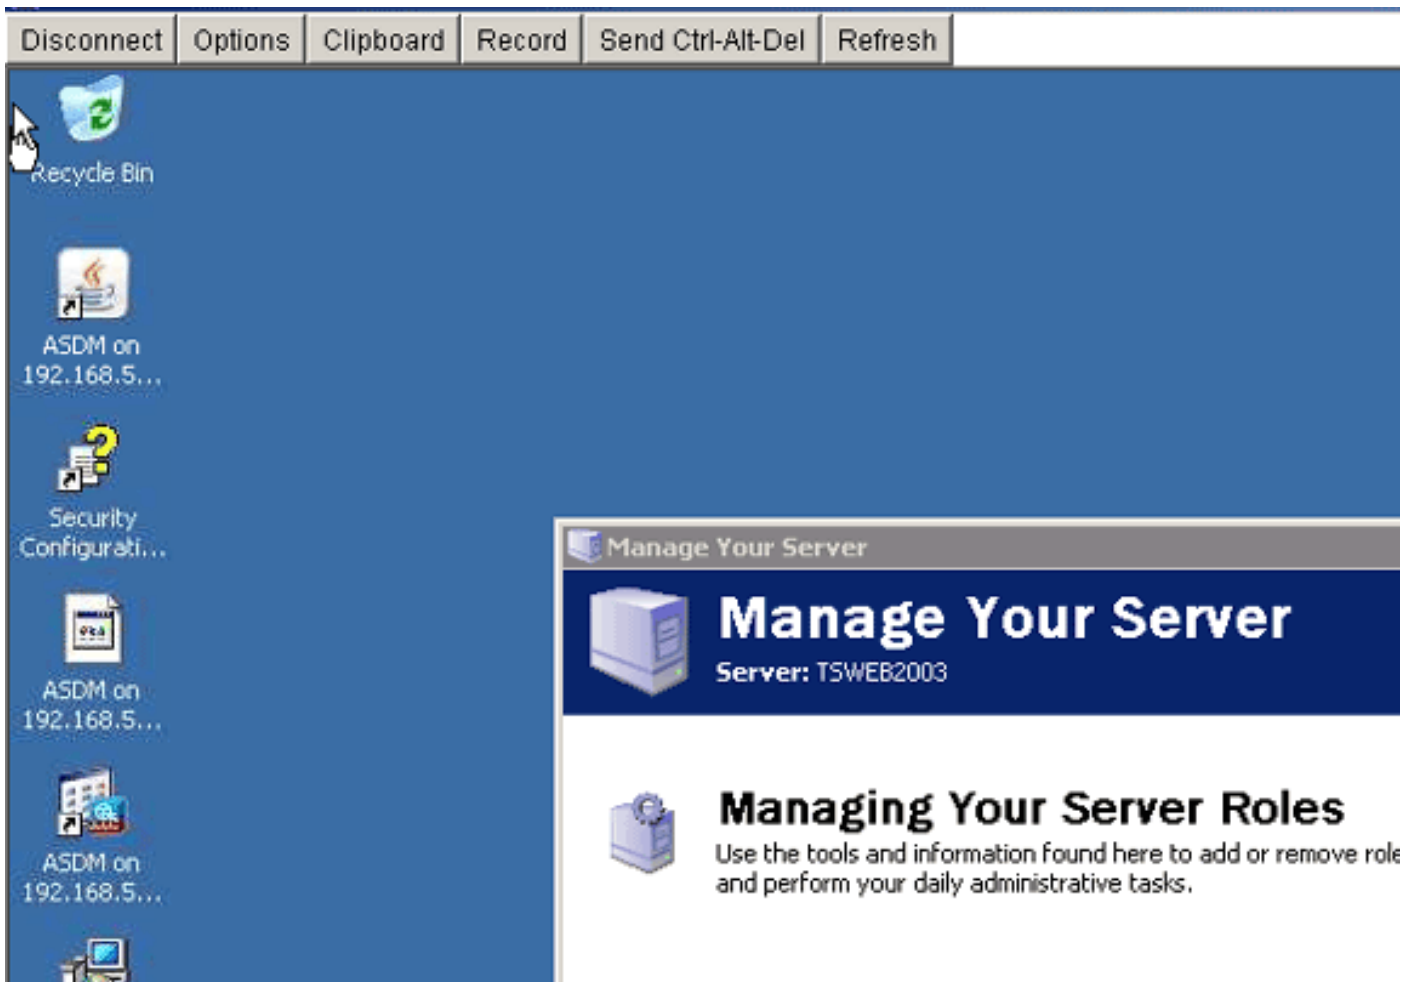 Disconnect Options Clipboard Record Send Ctrl-Alt-Del Refresh
Recycle Bin
ASDM on
192.168.5...
Security
Configurati...
ASDM on
192.168.5...
ASDM on
192.168.5...
Manage Your Server
Manage Your Server
Server: TSWEB2003
Managing Your Server Roles
Use the tools and information found here to add or remove role
and perform your daily administrative tasks.